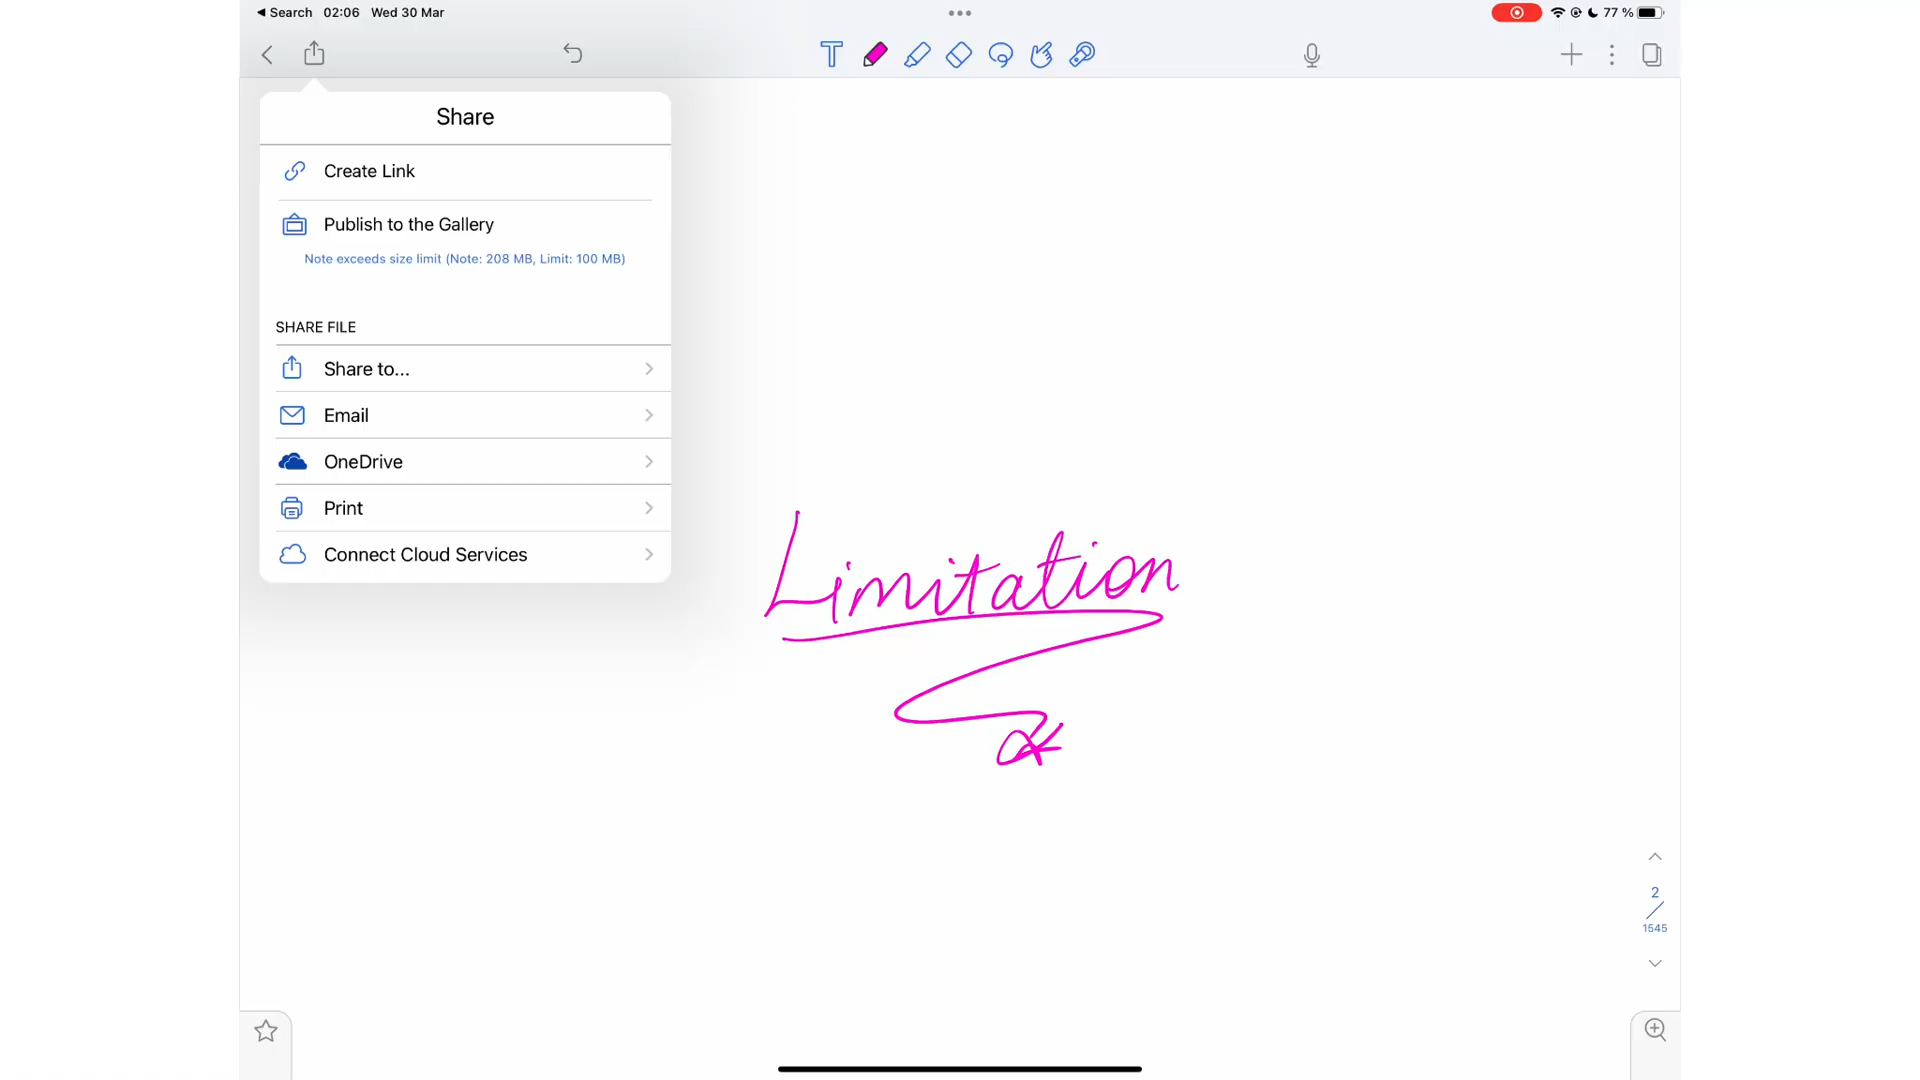 Search 02:06 Wed 30 Mar
77 %
Share
Create Link
Publish to the Gallery
Note exceeds size limit (Note: 208 MB, Limit: 100 MB)
SHARE FILE
Share to...
Email
OneDrive
Print
Connect Cloud Services
Limitation
2
1545